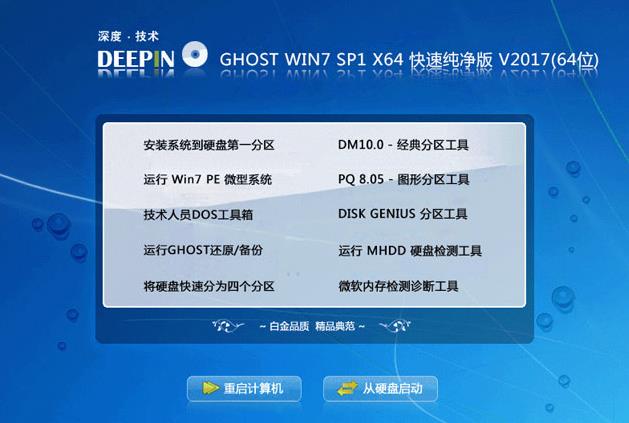 深度·技术
DEEPIN GHOST WIN7 SP1 X64 快速纯净版 V2017(64位)
安装系统到硬盘第一分区
DM10.0 - 经典分区工具
运行 Win7 PE 微型系统
PQ 8.05 - 图形分区工具
技术人员DOS工具箱
DISK GENIUS 分区工具
运行GHOST还原/备份
运行 MHDD 硬盘检测工具
将硬盘快速分为四个分区
微软内存检测诊断工具
~ 白金品质 精品典范 ~
重启计算机
从硬盘启动